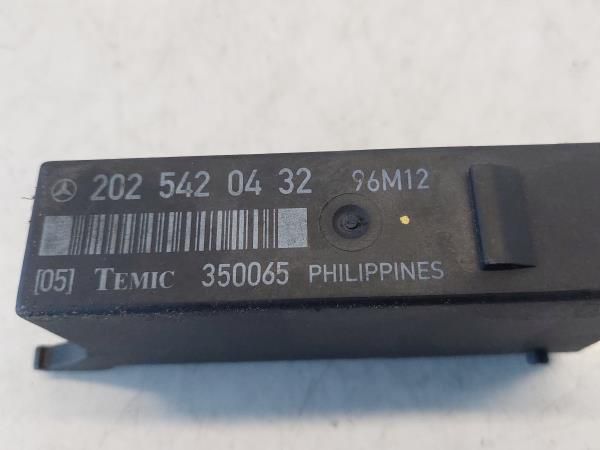 202 542 04 32 96M12
[05] TEMIC 350065 PHILIPPINES